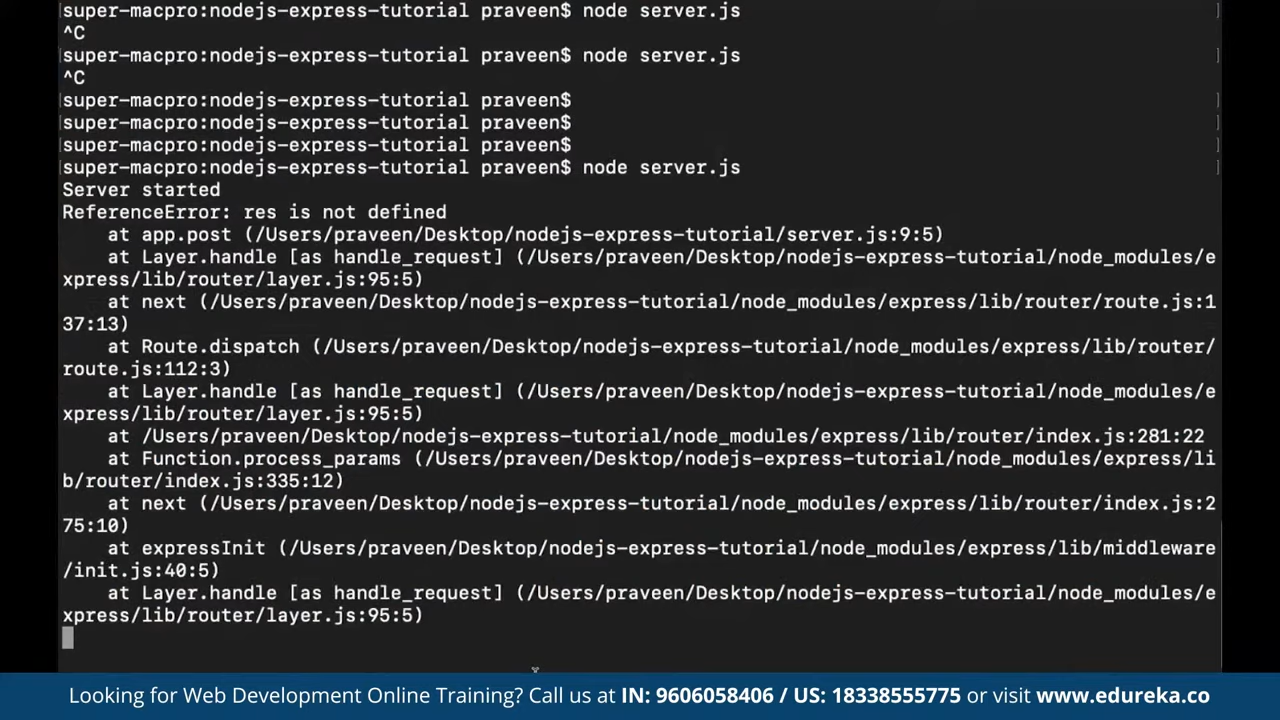 super-macpro:nodejs-express-tutorial praveen$ node server.js
^C
super-macpro:nodejs-express-tutorial praveen$ node server.js
^C
super-macpro:nodejs-express-tutorial praveen$
super-macpro:nodejs-express-tutorial praveen$
super-macpro:nodejs-express-tutorial praveen$
super-macpro:nodejs-express-tutorial praveen$ node server.js
Server started
ReferenceError: res is not defined
    at app.post (/Users/praveen/Desktop/nodejs-express-tutorial/server.js:9:5)
    at Layer.handle [as handle_request] (/Users/praveen/Desktop/nodejs-express-tutorial/node_modules/e
xpress/lib/router/layer.js:95:5)
    at next (/Users/praveen/Desktop/nodejs-express-tutorial/node_modules/express/lib/router/route.js:1
37:13)
    at Route.dispatch (/Users/praveen/Desktop/nodejs-express-tutorial/node_modules/express/lib/router/
route.js:112:3)
    at Layer.handle [as handle_request] (/Users/praveen/Desktop/nodejs-express-tutorial/node_modules/e
xpress/lib/router/layer.js:95:5)
    at /Users/praveen/Desktop/nodejs-express-tutorial/node_modules/express/lib/router/index.js:281:22
    at Function.process_params (/Users/praveen/Desktop/nodejs-express-tutorial/node_modules/express/li
b/router/index.js:335:12)
    at next (/Users/praveen/Desktop/nodejs-express-tutorial/node_modules/express/lib/router/index.js:2
75:10)
    at expressInit (/Users/praveen/Desktop/nodejs-express-tutorial/node_modules/express/lib/middleware
/init.js:40:5)
    at Layer.handle [as handle_request] (/Users/praveen/Desktop/nodejs-express-tutorial/node_modules/e
xpress/lib/router/layer.js:95:5)
Looking for Web Development Online Training? Call us at IN: 9606058406 / US: 18338555775 or visit www.edureka.co